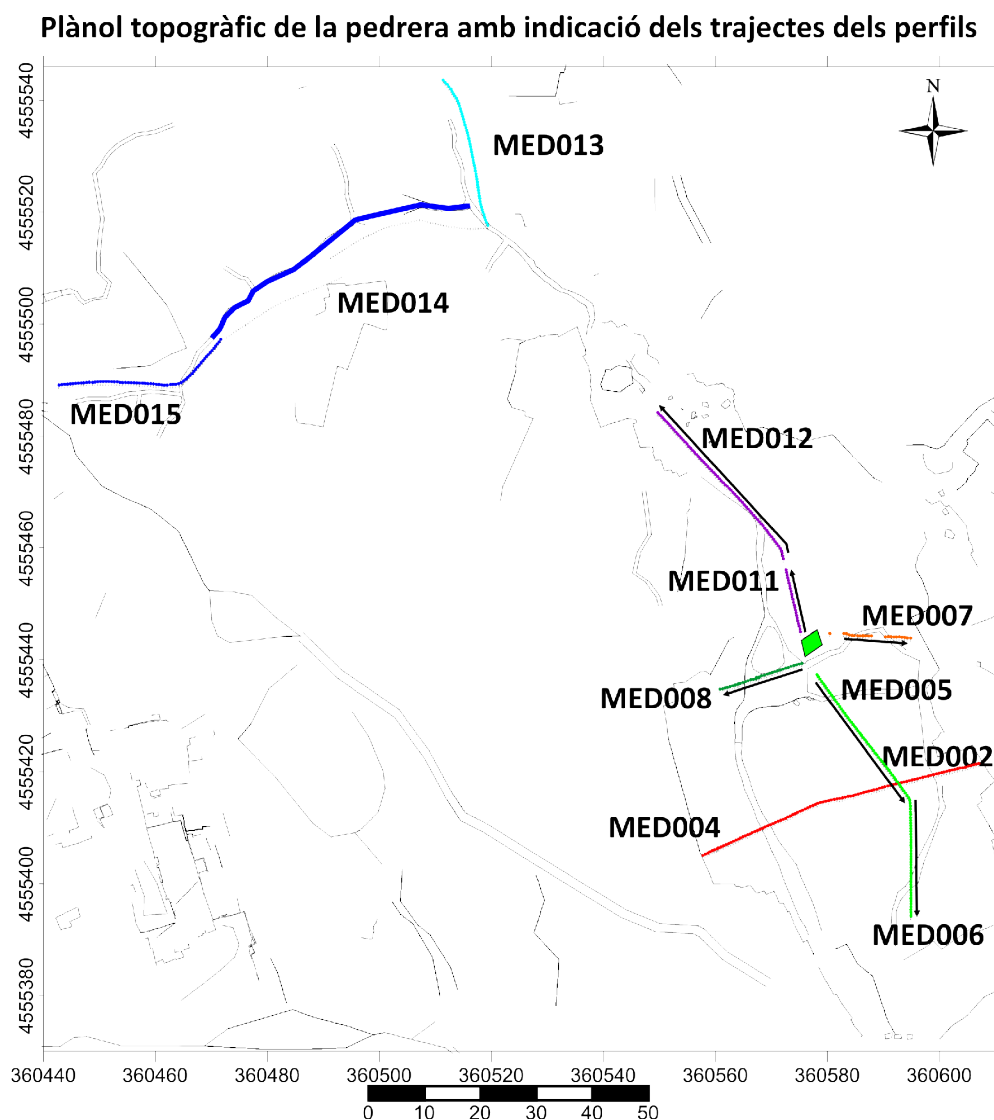 Plànol topogràfic de la pedrera amb indicació dels trajectes dels perfils
N
4555540
MED013
4555520
4555500
MED014
4555480
MED015
MED012
4555460
MED011
MED007
4555440
MED008
MED005
4555420
MED002
MED004
4555400
MED006
4555380
360440 360460 360480 360500 360520 360540 360560 360580 360600
0 10 20 30 40 50